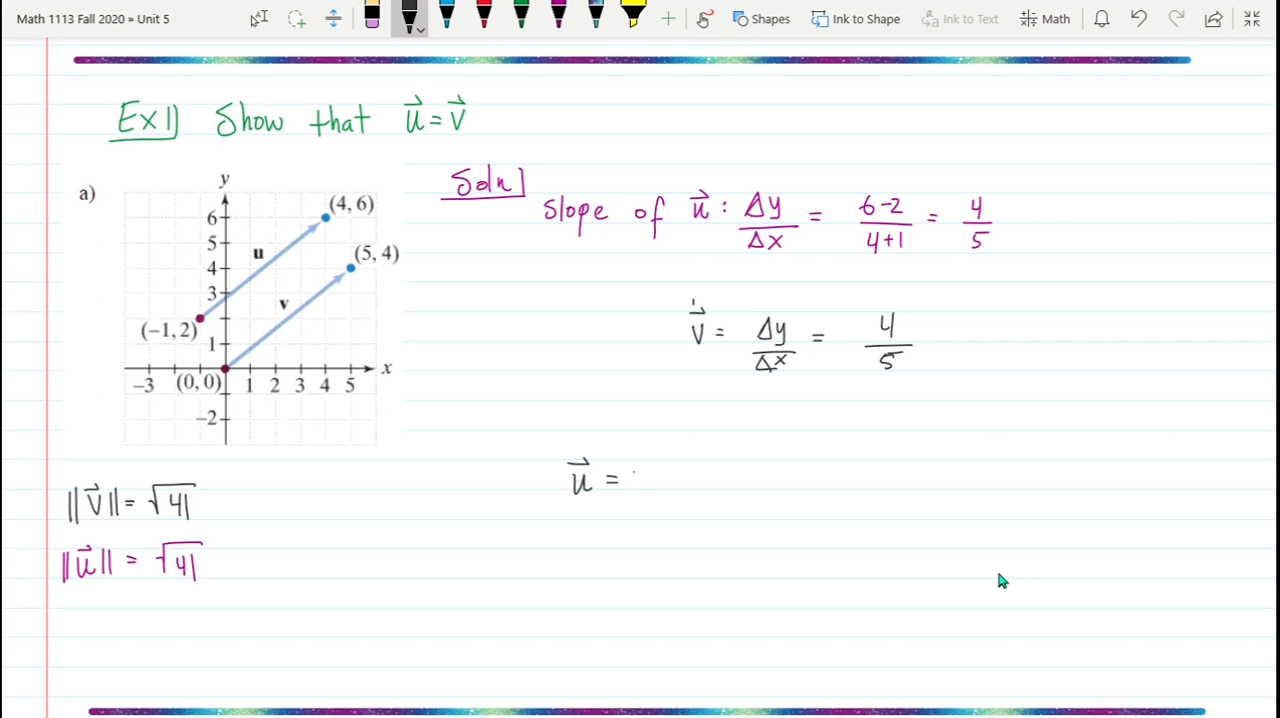 Math 1113 Fall 2020 » Unit 5
Shapes
Ink to Shape
Ink to Text
Math
Ex 1] Show that u⃗ = v⃗
Soln]
a)
y
6
5
4
3
1
-2
-3
1 2 3 4 5
x
(4, 6)
(5, 4)
(−1, 2)
(0, 0)
u
v
Slope of u⃗ : Δy/Δx = 6-2/4+1 = 4/5
v⃗ = Δy/Δx = 4/5
||v⃗|| = √41
||u⃗|| = √41
u⃗ =